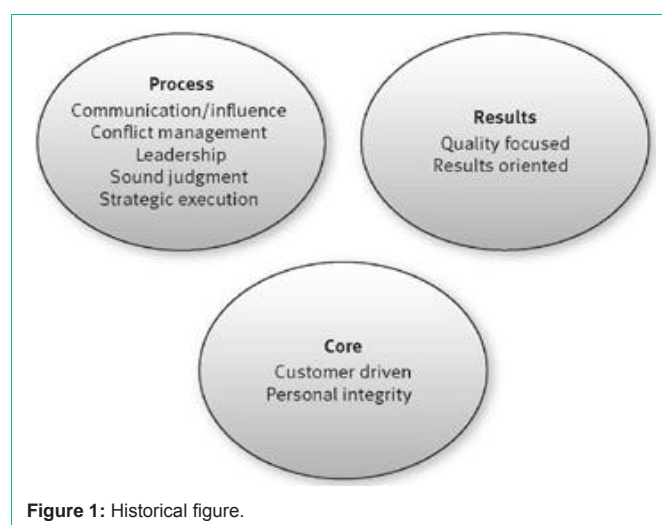 Process
Communication/influence
Conflict management
Leadership
Sound judgment
Strategic execution
Results
Quality focused
Results oriented
Core
Customer driven
Personal integrity
Figure 1: Historical figure.